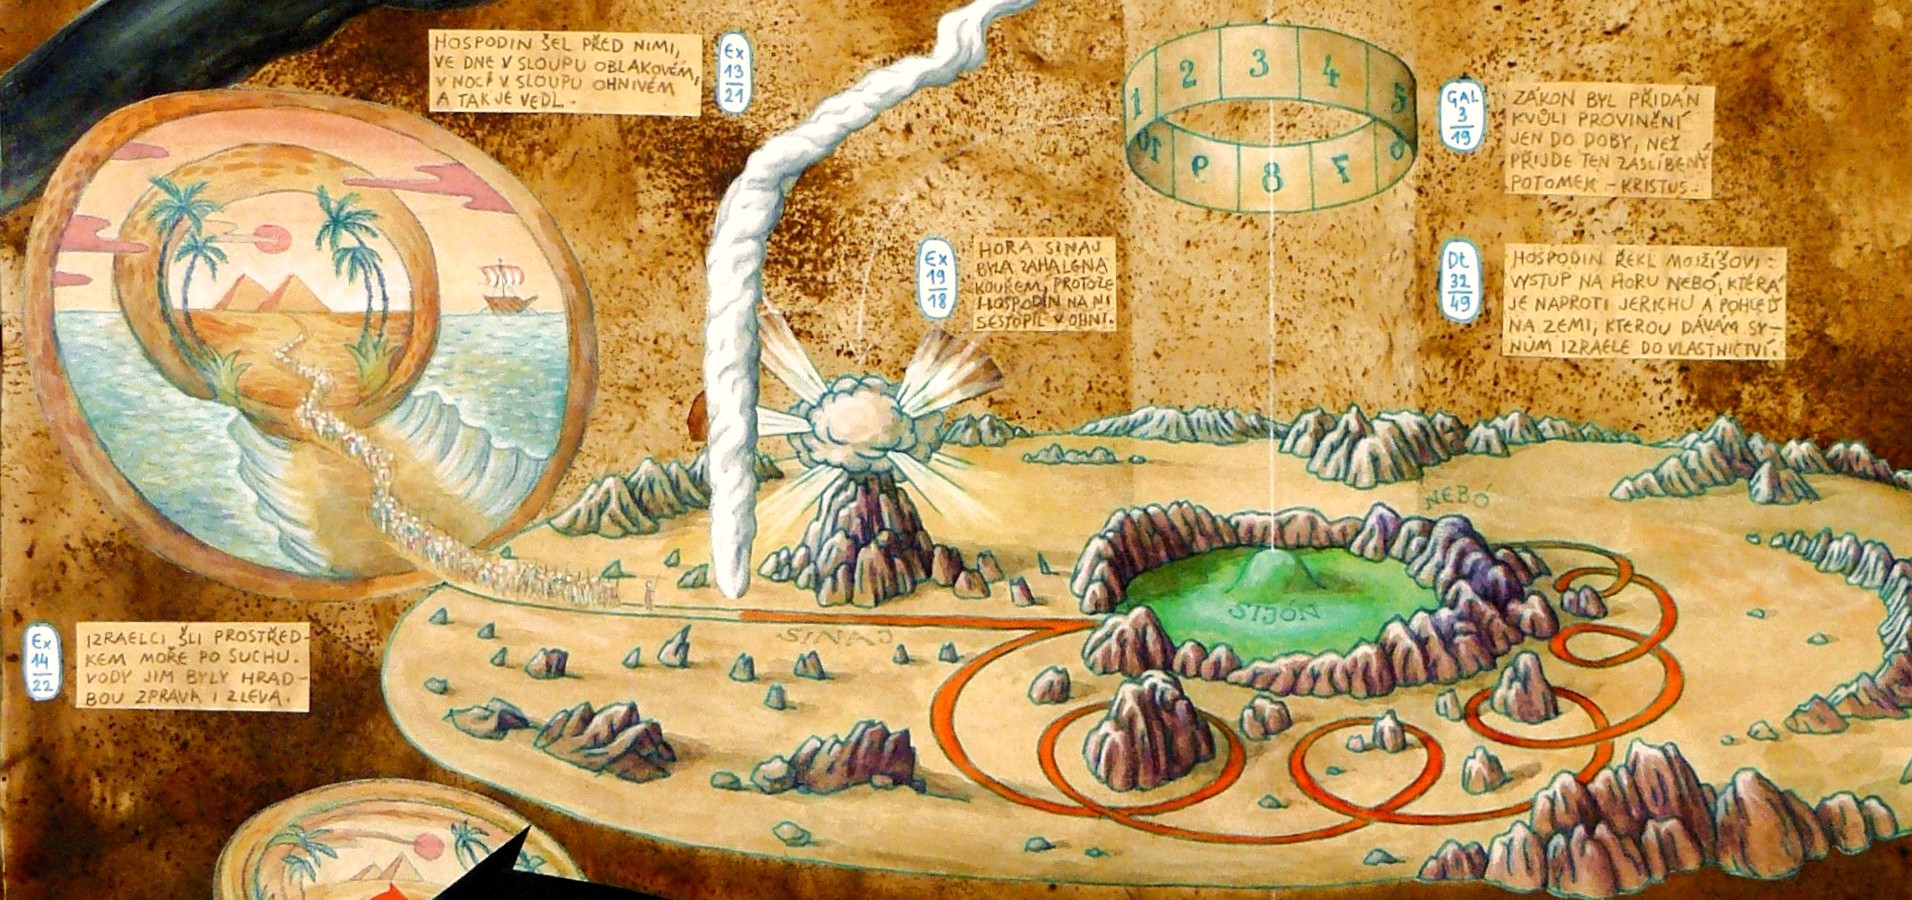 HOSPODIN ŠEL PŘED NIMI,
VE DNE V SLOUPU OBLAKOVÉM,
V NOCI V SLOUPU OHNIVÉM
A TAK JE VEDL.
Ex
13
21
1
2
3
4
5
6
7
8
9
10
GAL
3
19
ZÁKON BYL PŘIDÁN
KVŮLI PROVINĚNÍ
JEN DO DOBY, NEŽ
PŘIJDE TEN ZASLÍBENÝ
POTOMEK - KRISTUS.
Ex
19
18
HORA SINAJ
BYLA ZAHALENA
KOUŘEM, PROTOŽE
HOSPODIN NA NI
SESTOPIL V OHNI.
Dt
32
49
HOSPODIN ŘEKL MOJŽÍŠOVI:
VYSTUP NA HORU NEBÓ, KTERÁ
JE NAPROTI JERICHU A POHLEĎ
NA ZEMI, KTEROU DÁVÁM SY-
NŮM IZRAELE DO VLASTNICTVÍ.
NEBÓ
SIJÓN
SINAJ
Ex
14
22
IZRAELCI ŠLI PROSTŘED-
KEM MOŘE PO SUCHU.
VODY JIM BYLY HRAD-
BOU ZPRAVA I ZLEVA.